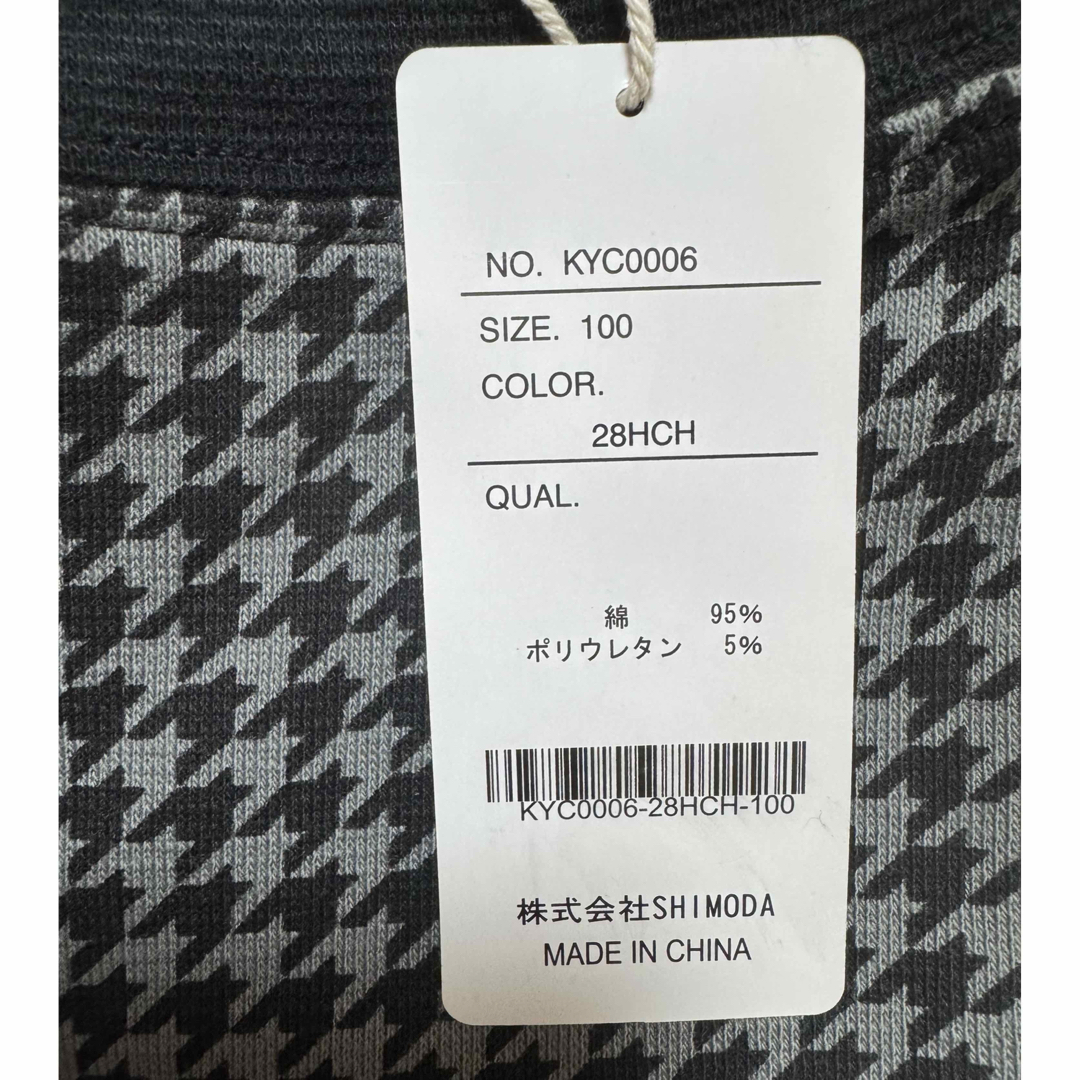 NO. KYC0006
SIZE. 100
COLOR.
28HCH
QUAL.
綿 95%
ポリウレタン 5%
KYC0006-28HCH-100
株式会社SHIMODA
MADE IN CHINA